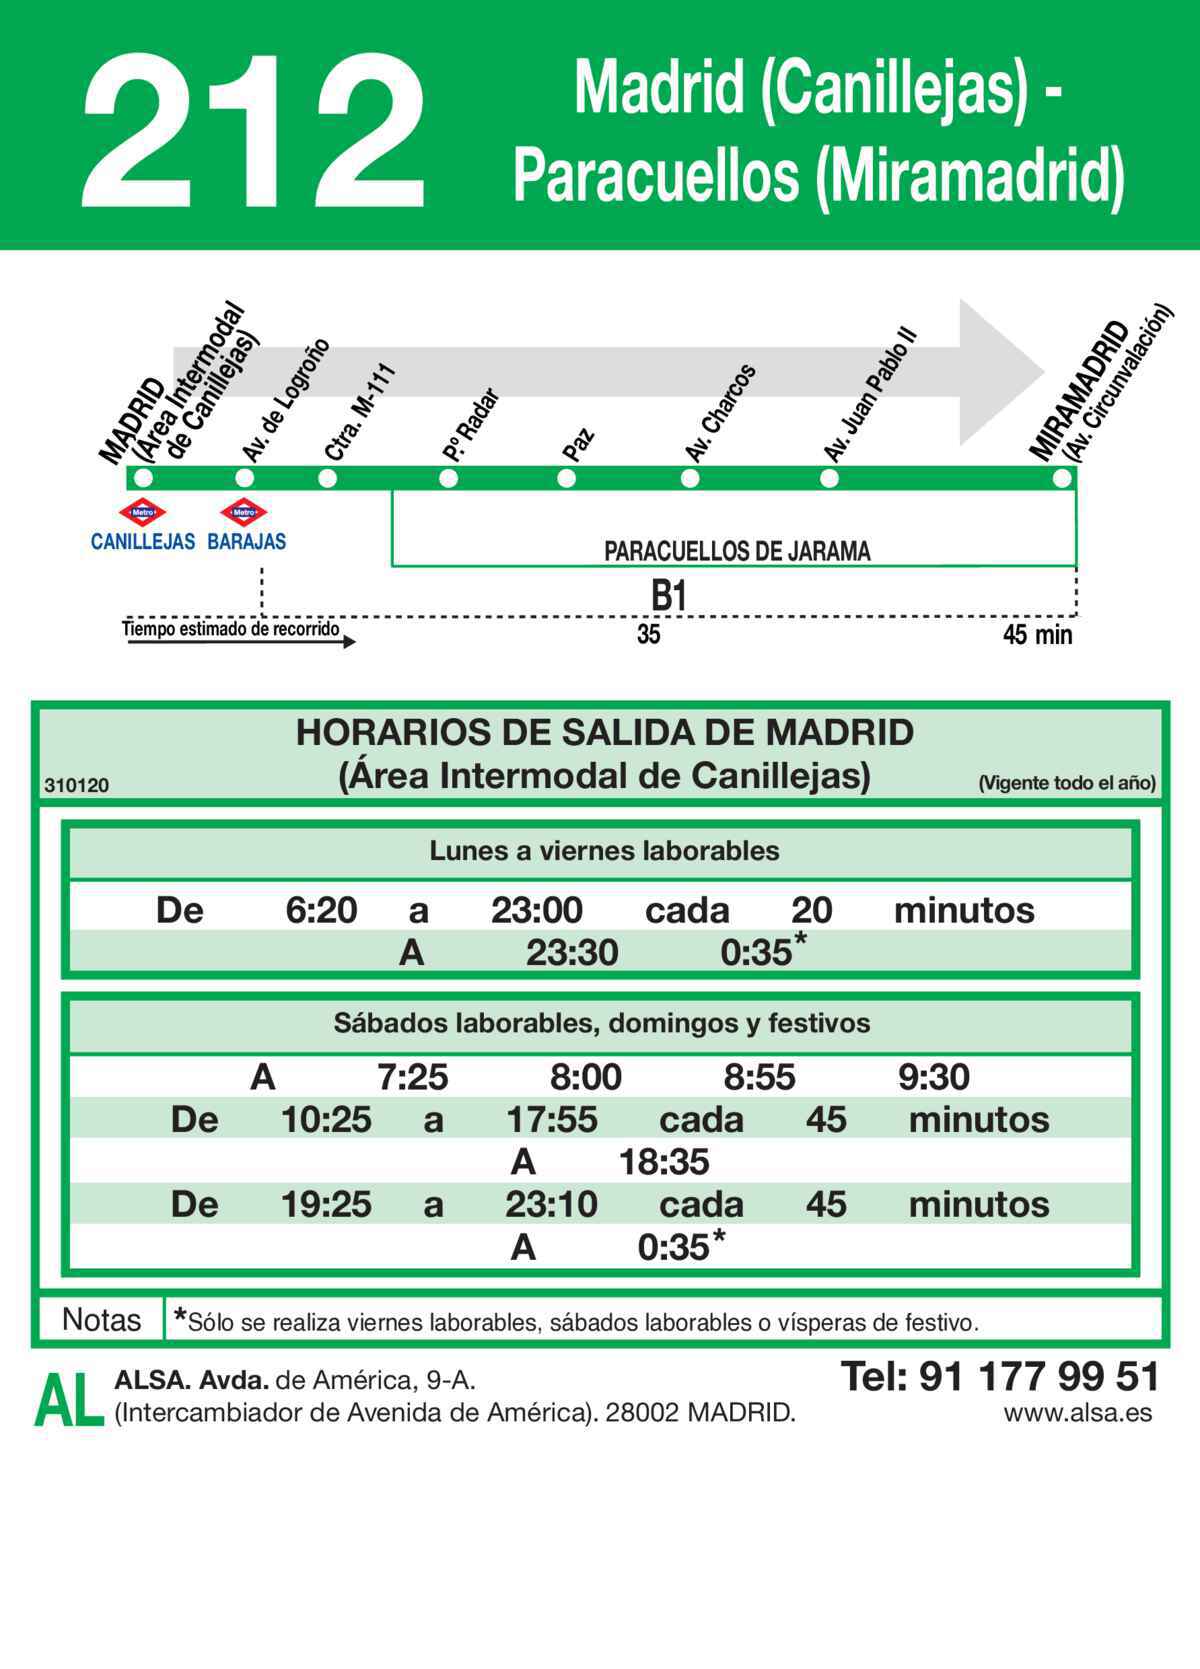 212
Madrid (Canillejas) -
Paracuellos (Miramadrid)
MADRID
(Área Intermodal
de Canillejas)
Av. de Logroño
Ctra. M-111
P.º Radar
Paz
Av. Charcos
Av. Juan Pablo II
MIRAMADRID
(Av. Circunvalación)
Metro
Metro
CANILLEJAS BARAJAS
PARACUELLOS DE JARAMA
B1
Tiempo estimado de recorrido
35
45 min
HORARIOS DE SALIDA DE MADRID
(Área Intermodal de Canillejas)
310120
(Vigente todo el año)
Lunes a viernes laborables
De 6:20 a 23:00 cada 20 minutos
A 23:30 0:35*
Sábados laborables, domingos y festivos
A 7:25 8:00 8:55 9:30
De 10:25 a 17:55 cada 45 minutos
A 18:35
De 19:25 a 23:10 cada 45 minutos
A 0:35*
Notas
*Sólo se realiza viernes laborables, sábados laborables o vísperas de festivo.
AL
ALSA. Avda. de América, 9-A.
(Intercambiador de Avenida de América). 28002 MADRID.
Tel: 91 177 99 51
www.alsa.es